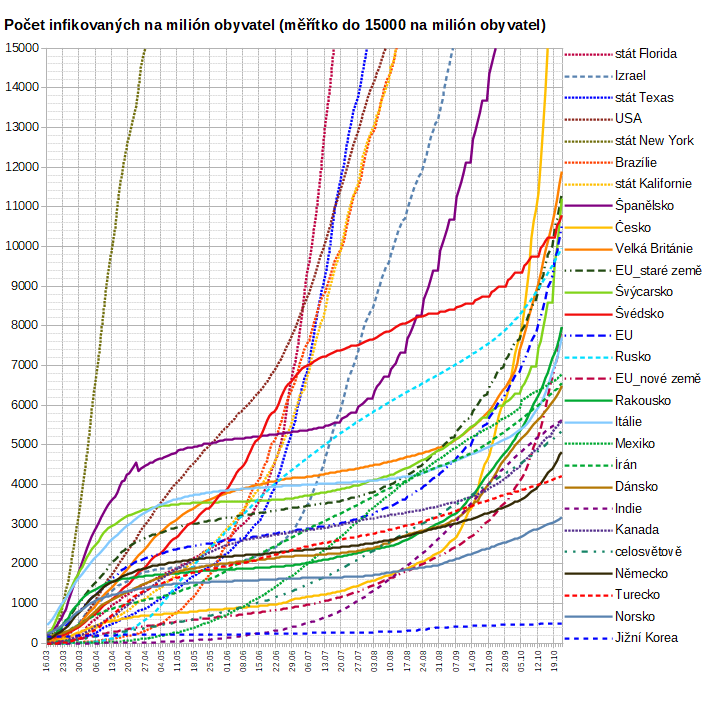 Počet infikovaných na milión obyvatel (měřítko do 15000 na milión obyvatel)
15000
14000
13000
12000
11000
10000
9000
8000
7000
6000
5000
4000
3000
2000
1000
0
16.03
23.03
30.03
06.04
13.04
20.04
27.04
04.05
11.05
18.05
25.05
01.06
08.06
15.06
22.06
29.06
06.07
13.07
20.07
27.07
03.08
10.08
17.08
24.08
31.08
07.09
14.09
21.09
28.09
05.10
12.10
19.10
stát Florida
Izrael
stát Texas
USA
stát New York
Brazílie
stát Kalifornie
Španělsko
Česko
Velká Británie
EU_staré země
Švýcarsko
Švédsko
EU
Rusko
EU_nové země
Rakousko
Itálie
Mexiko
Írán
Dánsko
Indie
Kanada
celosvětově
Německo
Turecko
Norsko
Jižní Korea